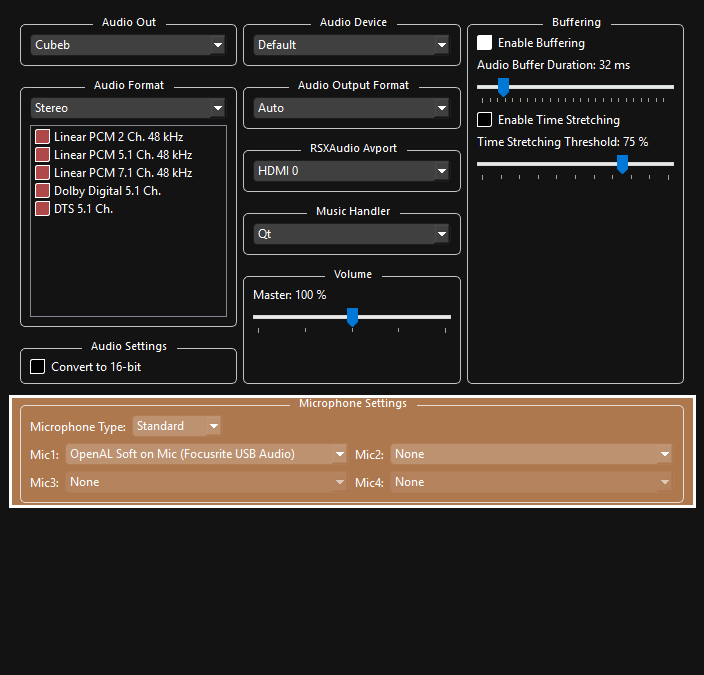 Audio Out
Cubeb
Audio Format
Stereo
Linear PCM 2 Ch. 48 kHz
Linear PCM 5.1 Ch. 48 kHz
Linear PCM 7.1 Ch. 48 kHz
Dolby Digital 5.1 Ch.
DTS 5.1 Ch.
Audio Settings
Convert to 16-bit
Audio Device
Default
Audio Output Format
Auto
RSXAudio Avport
HDMI 0
Music Handler
Qt
Volume
Master: 100 %
Buffering
Enable Buffering
Audio Buffer Duration: 32 ms
Enable Time Stretching
Time Stretching Threshold: 75 %
Microphone Settings
Microphone Type: Standard
Mic1: OpenAL Soft on Mic (Focusrite USB Audio) Mic2: None
Mic3: None Mic4: None